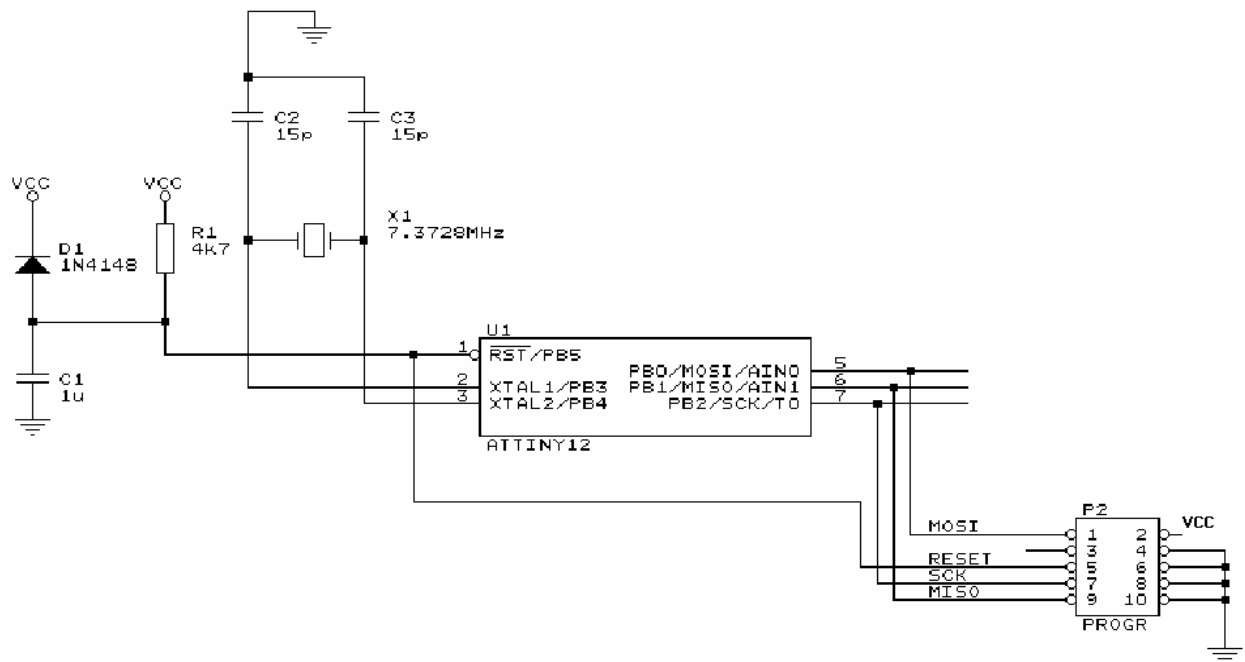 C2
15p
C3
15p
VCC
VCC
X1
7.3728MHz
R1
4k7
D1
1N4148
C1
1u
U1
1
RST/PB5
2
XTAL1/PB3
3
XTAL2/PB4
PB0/MOSI/AIN0
5
PB1/MISO/AIN1
6
PB2/SCK/T0
7
ATTINY12
P2
VCC
MOSI
1 2
3 4
RESET
5 6
SCK
7 8
MISO
9 10
PROGR